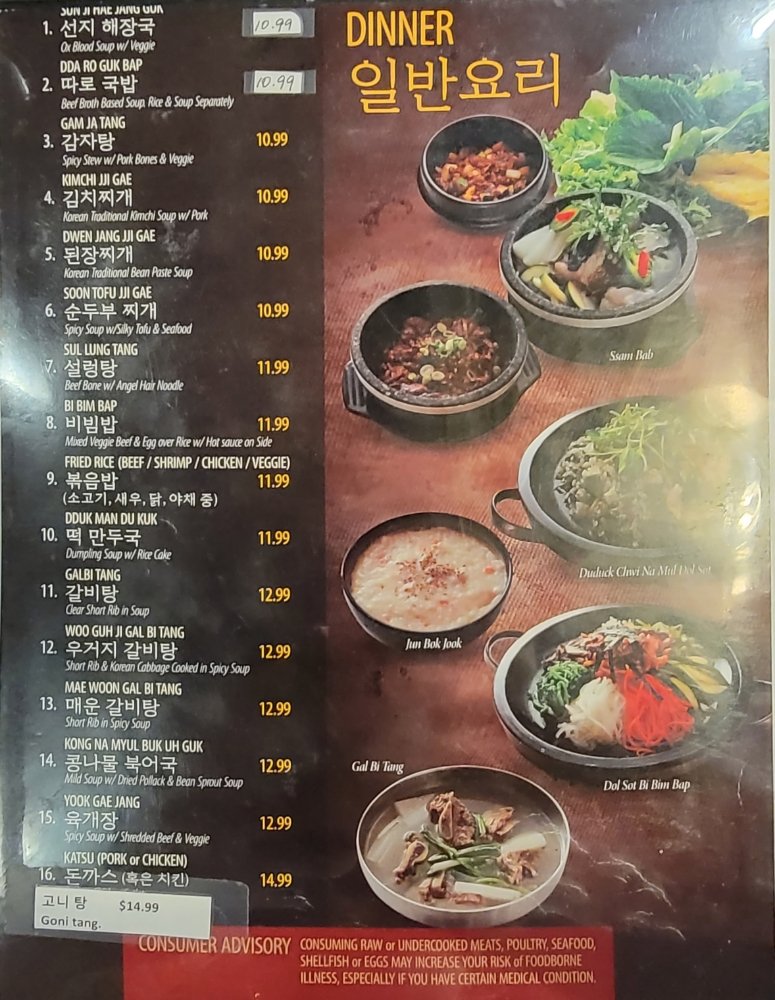 SUN JI HAE JANG GUK
1. 선지 해장국 10.99
Ox Blood Soup w/ Veggie
DDA RO GUK BAP
2. 따로 국밥 10.99
Beef Broth Based Soup, Rice & Soup Separately
GAM JA TANG
3. 감자탕 10.99
Spicy Stew w/ Pork Bones & Veggie
KIMCHI JJI GAE
4. 김치찌개 10.99
Korean Traditional Kimchi Soup w/ Pork
DWEN JANG JJI GAE
5. 된장찌개 10.99
Korean Traditional Bean Paste Soup
SOON TOFU JJI GAE
6. 순두부 찌개 10.99
Spicy Soup w/Silky Tofu & Seafood
SUL LUNG TANG
7. 설렁탕 11.99
Beef Bone w/ Angel Hair Noodle
BI BIM BAP
8. 비빔밥 11.99
Mixed Veggie Beef & Egg over Rice w/ Hot sauce on Side
FRIED RICE (BEEF / SHRIMP / CHICKEN / VEGGIE)
9. 볶음밥 11.99
(소고기, 새우, 닭, 야채 중)
DDUK MAN DU KUK
10. 떡 만두국 11.99
Dumpling Soup w/ Rice Cake
GALBI TANG
11. 갈비탕 12.99
Clear Short Rib in Soup
WOO GUH JI GAL BI TANG
12. 우거지 갈비탕 12.99
Short Rib & Korean Cabbage Cooked in Spicy Soup
MAE WOON GAL BI TANG
13. 매운 갈비탕 12.99
Short Rib in Spicy Soup
KONG NA MYUL BUK UH GUK
14. 콩나물 북어국 12.99
Mild Soup w/ Dried Pollack & Bean Sprout Soup
YOOK GAE JANG
15. 육개장 12.99
Spicy Soup w/ Shredded Beef & Veggie
KATSU (PORK or CHICKEN)
16. 돈까스 (혹은 치킨) 14.99
고니 탕 $14.99
Goni tang.
DINNER
일반요리
Ssam Bab
Duduck Chwi Na Mul Dol Sot
Jun Bok Jook
Dol Sot Bi Bim Bap
Gal Bi Tang
CONSUMER ADVISORY CONSUMING RAW or UNDERCOOKED MEATS, POULTRY, SEAFOOD,
SHELLFISH or EGGS MAY INCREASE YOUR RISK of FOODBORNE
ILLNESS, ESPECIALLY IF YOU HAVE CERTAIN MEDICAL CONDITION.